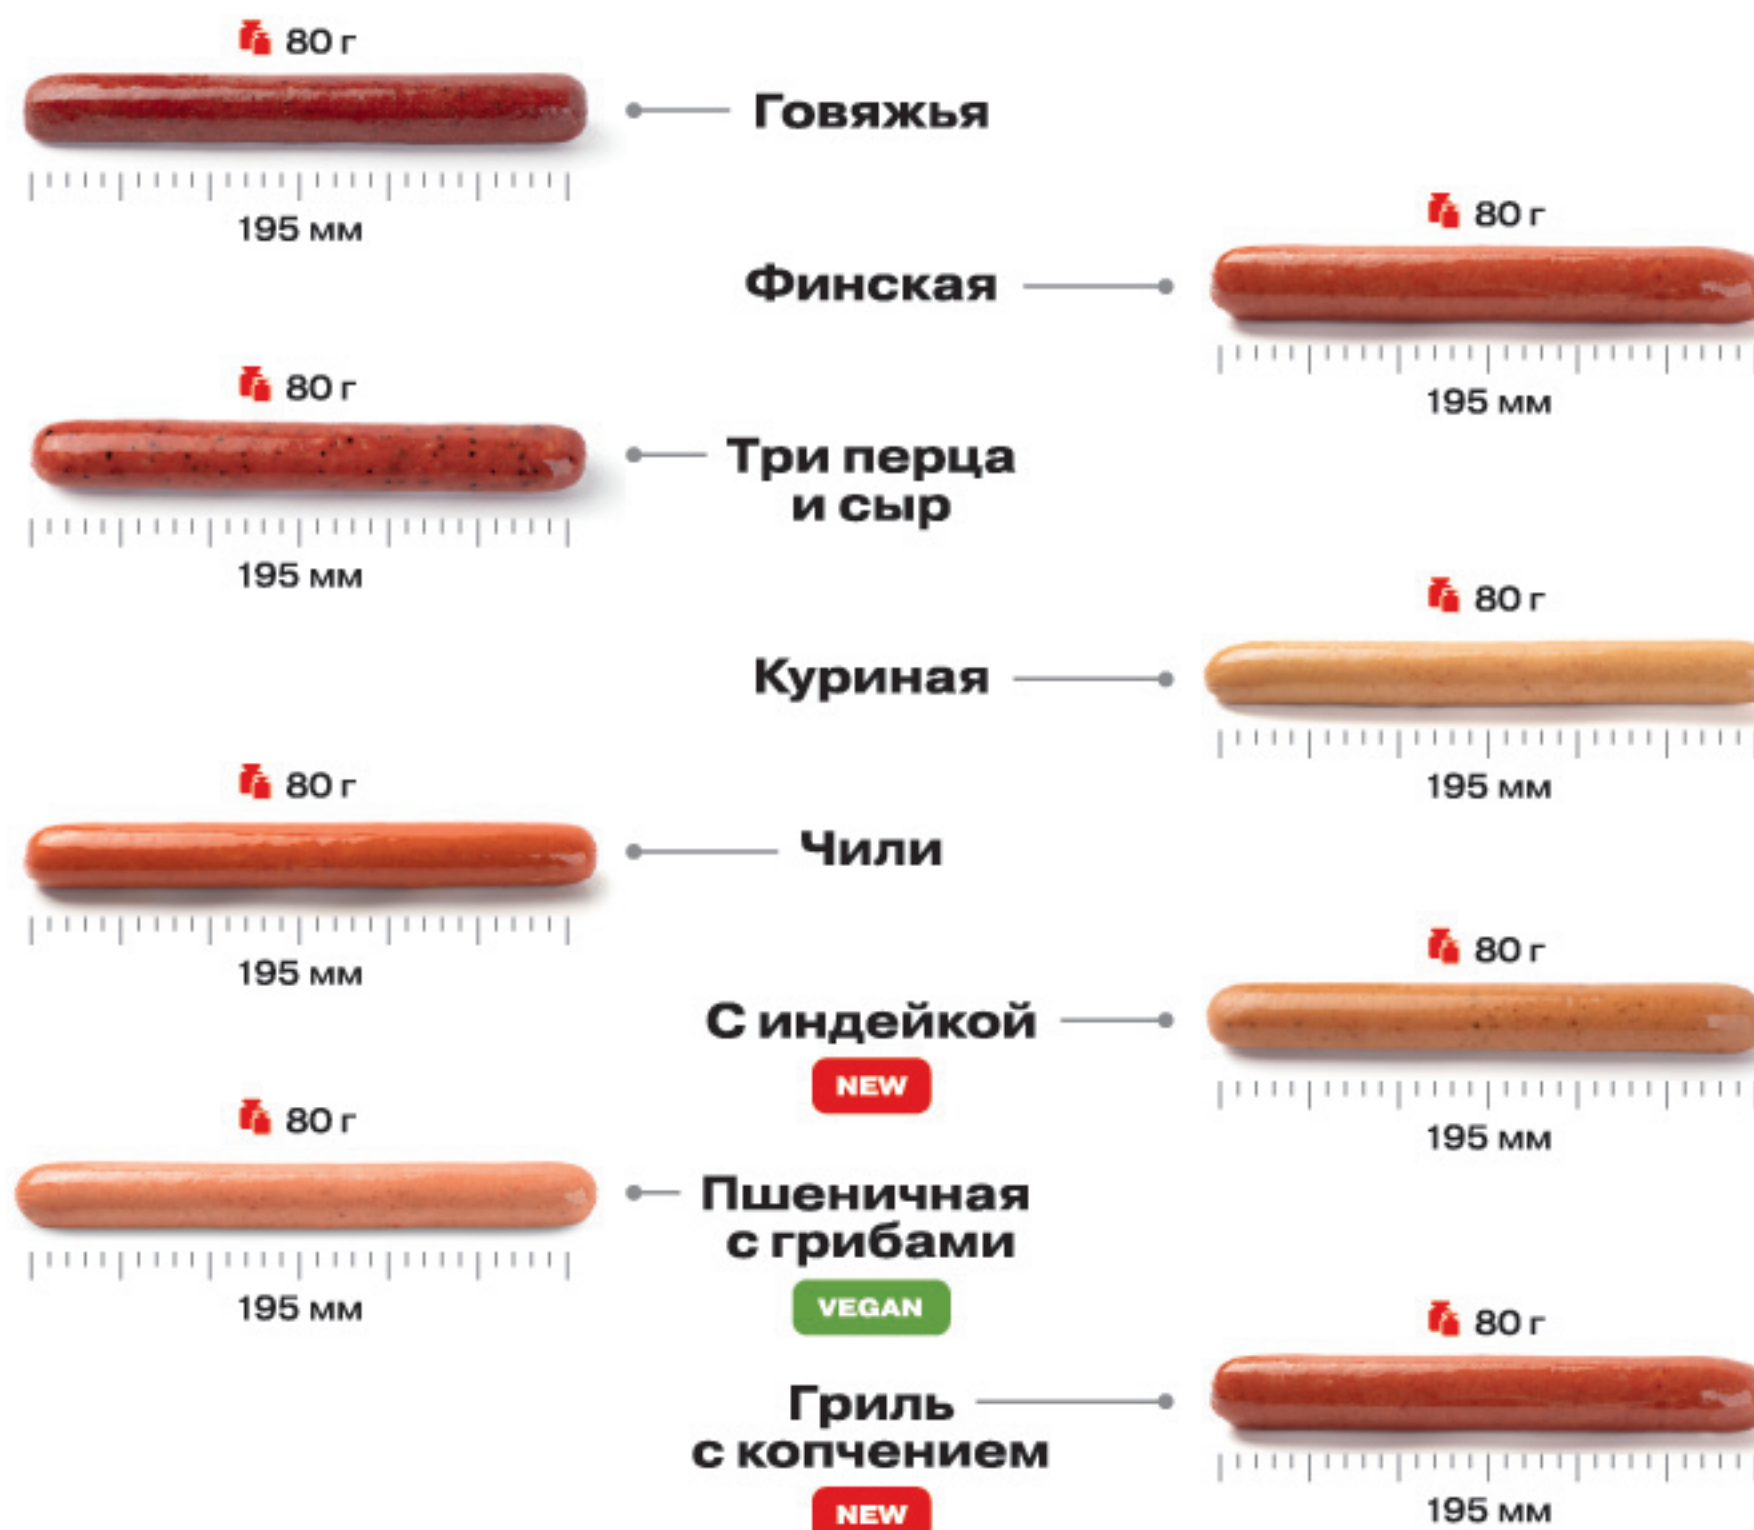 80 г
Говяжья
195 мм
80 г
Финская
195 мм
80 г
Три перца
и сыр
195 мм
80 г
Куриная
195 мм
80 г
Чили
195 мм
80 г
С индейкой
NEW
195 мм
80 г
Пшеничная
с грибами
VEGAN
195 мм
80 г
Гриль
с копчением
NEW
195 мм